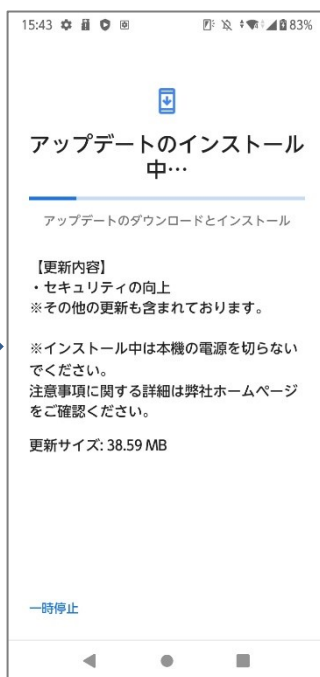 15:43
83%
アップデートのインストール
中…
アップデートのダウンロードとインストール
【更新内容】
・セキュリティの向上
※その他の更新も含まれております。
※インストール中は本機の電源を切らない
でください。
注意事項に関する詳細は弊社ホームページ
をご確認ください。
更新サイズ: 38.59 MB
一時停止